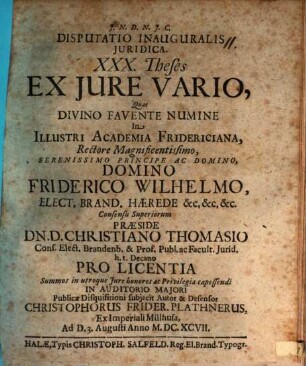 J. N. D. N. J. C.
DISPUTATIO INAUGURALIS
JURIDICA.
XXX. Theses
EX JURE VARIO,
Quas
DIVINO FAVENTE NUMINE
In
ILLUSTRI ACADEMIA FRIDERICIANA,
Rectore Magnificentissimo,
SERENISSIMO PRINCIPE AC DOMINO,
DOMINO
FRIDERICO WILHELMO,
ELECT. BRAND. HÆREDE &c, &c, &c.
Consensu Superiorum
PRÆSIDE
DN. D. CHRISTIANO THOMASIO
Cons. Elect. Brandenb. & Prof. Publ. ac Facult. Jurid.
h. t. Decano
PRO LICENTIA
Summos in utroque Jure honores ac Privilegia capessendi
IN AUDITORIO MAJORI
Publicæ Disquisitioni subjecit Autor & Defensor
CHRISTOPHORUS FRIDER. PLATHNERUS,
Ex Imperiali Mülhusa,
Ad D. 3. Augusti Anno M. DC. XCVII.
HALÆ, Typis CHRISTOPH. SALFELD. Reg. El. Brand. Typogr.